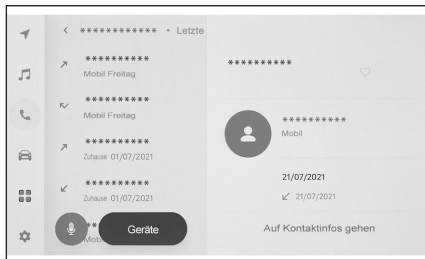 ************ • Letzte
**********
Mobil Freitag
**********
Mobil Freitag
**********
Zuhause 01/07/2021
**********
Zuhause 01/07/2021
**
Mobi
Geräte
**********
**********
Mobil
21/07/2021
21/07/2021
Auf Kontaktinfos gehen